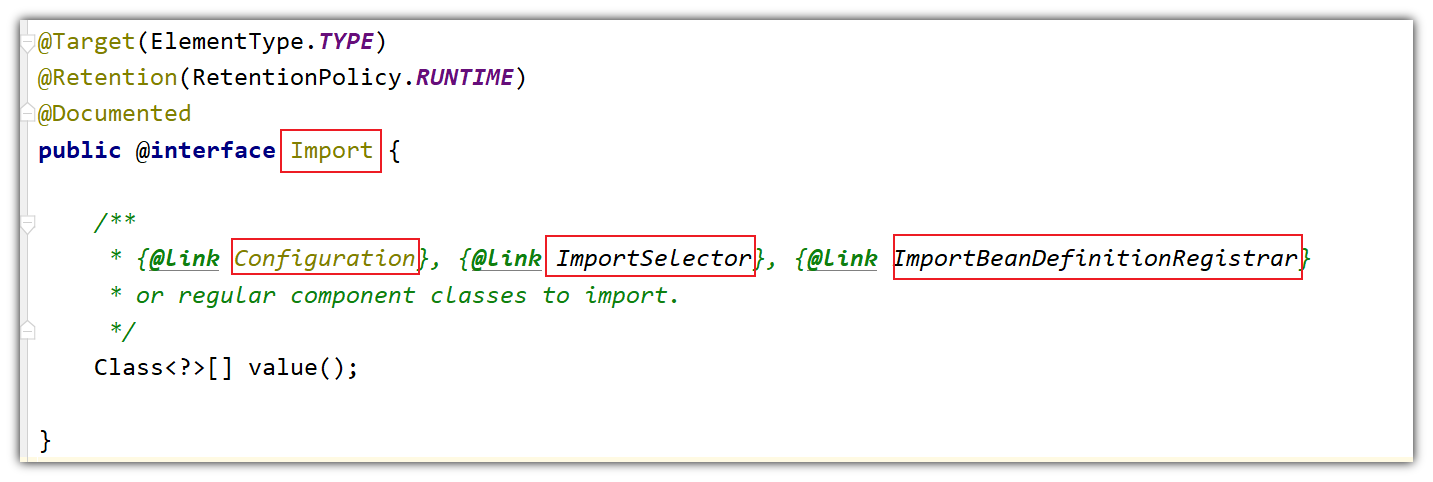 @Target(ElementType.TYPE)
@Retention(RetentionPolicy.RUNTIME)
@Documented
public @interface Import {
/**
* {@link Configuration}, {@link ImportSelector}, {@link ImportBeanDefinitionRegistrar}
* or regular component classes to import.
*/
Class<?>[] value();
}